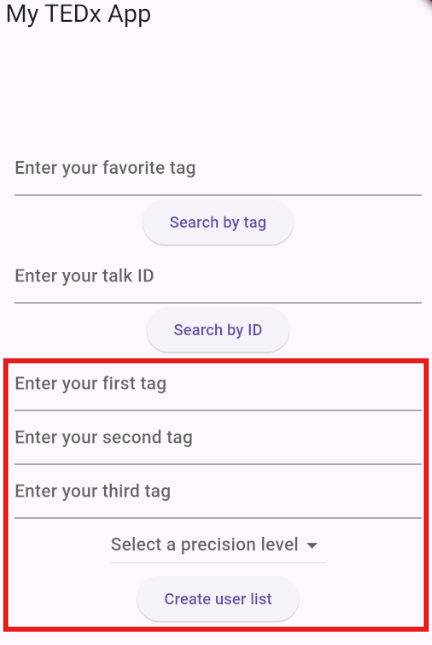 My TEDx App
Enter your favorite tag
Search by tag
Enter your talk ID
Search by ID
Enter your first tag
Enter your second tag
Enter your third tag
Select a precision level
Create user list